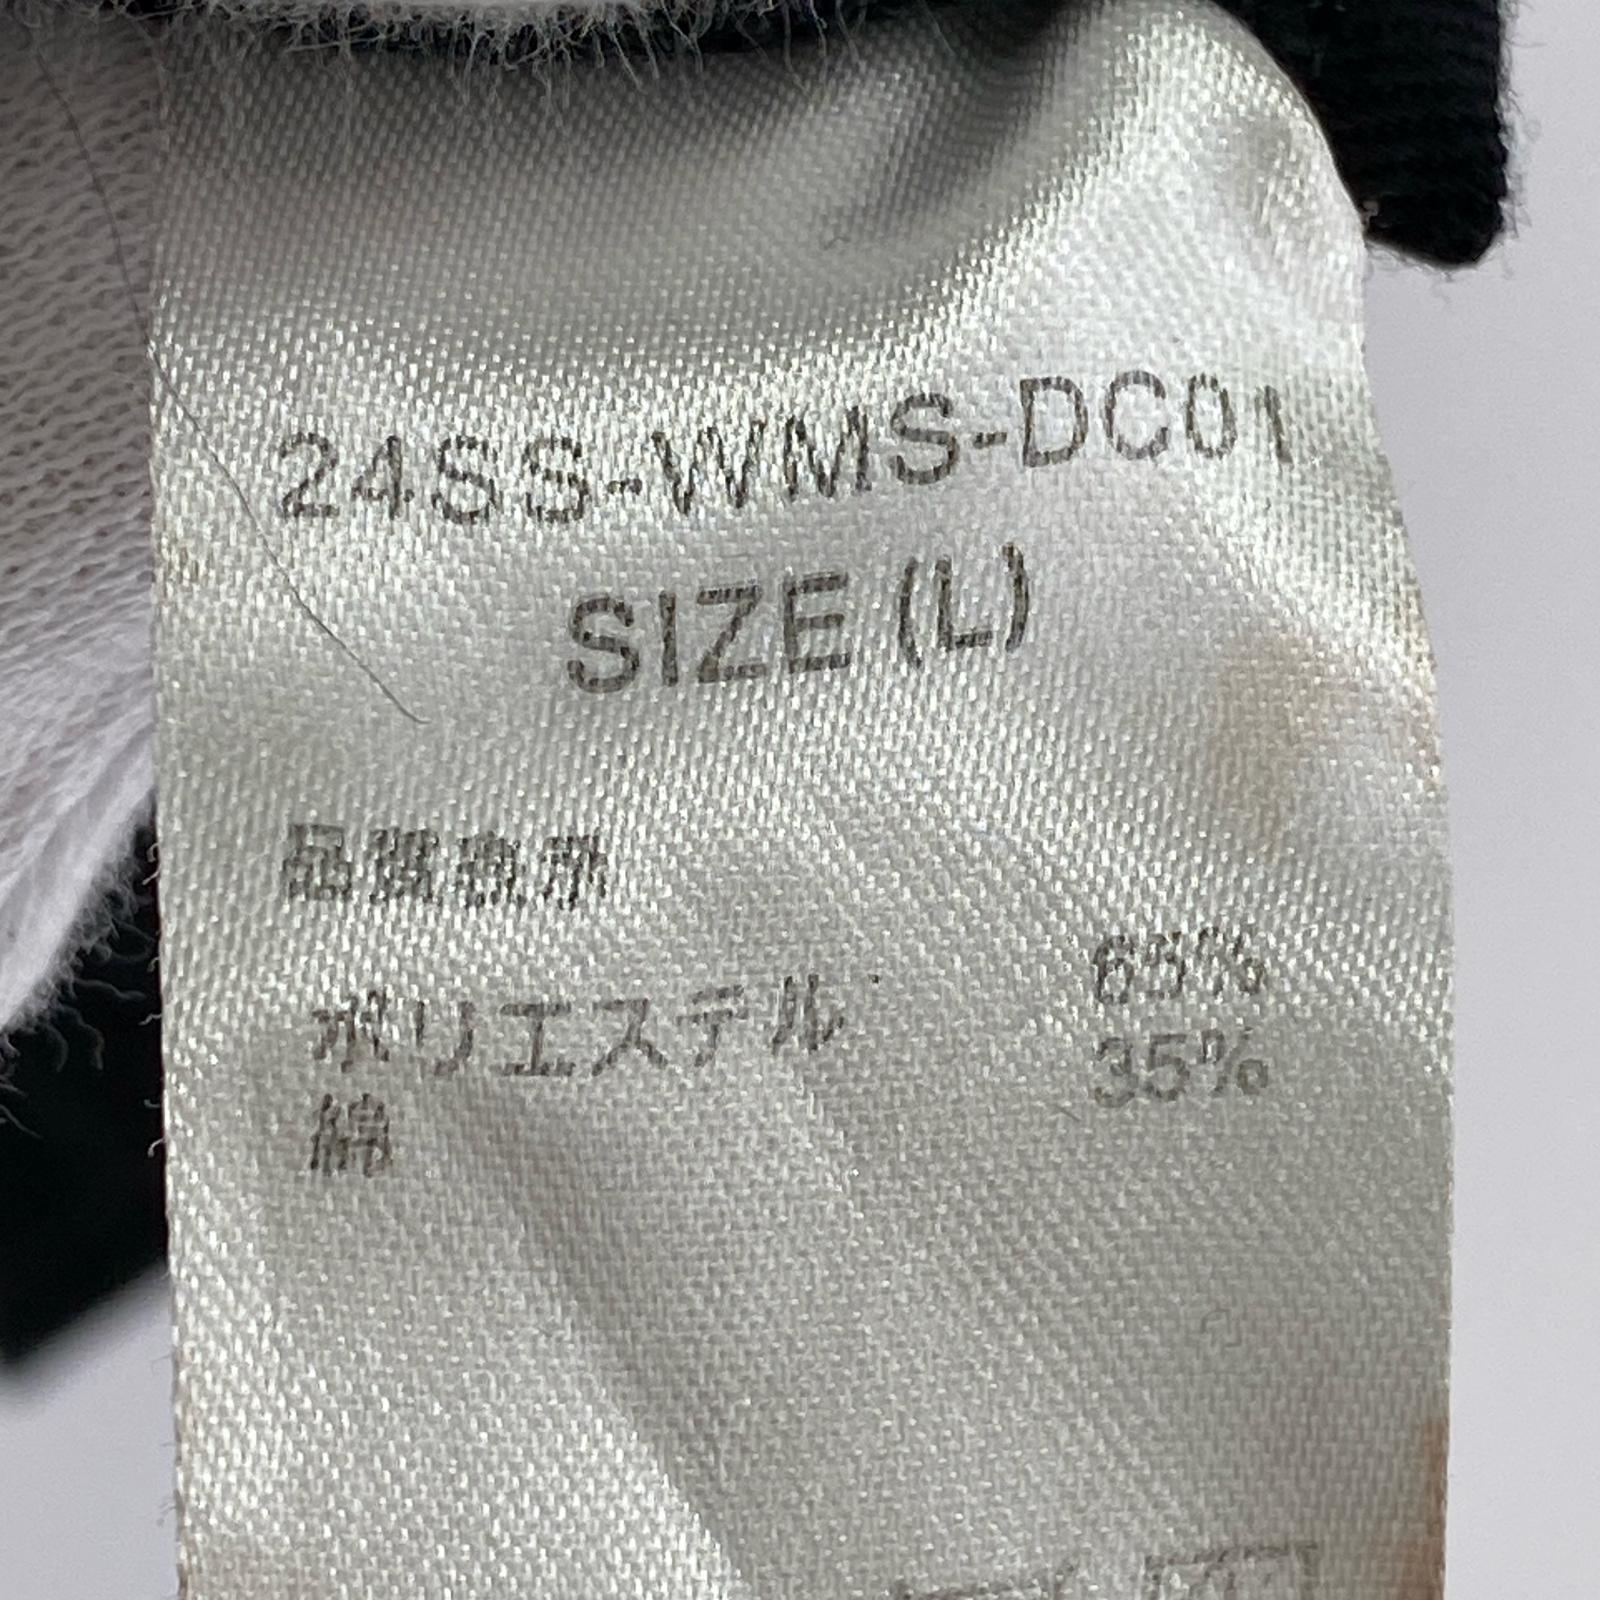 24SS-WMS-DC01
SIZE (L)
品質表示
ポリエステル 65%
綿 35%